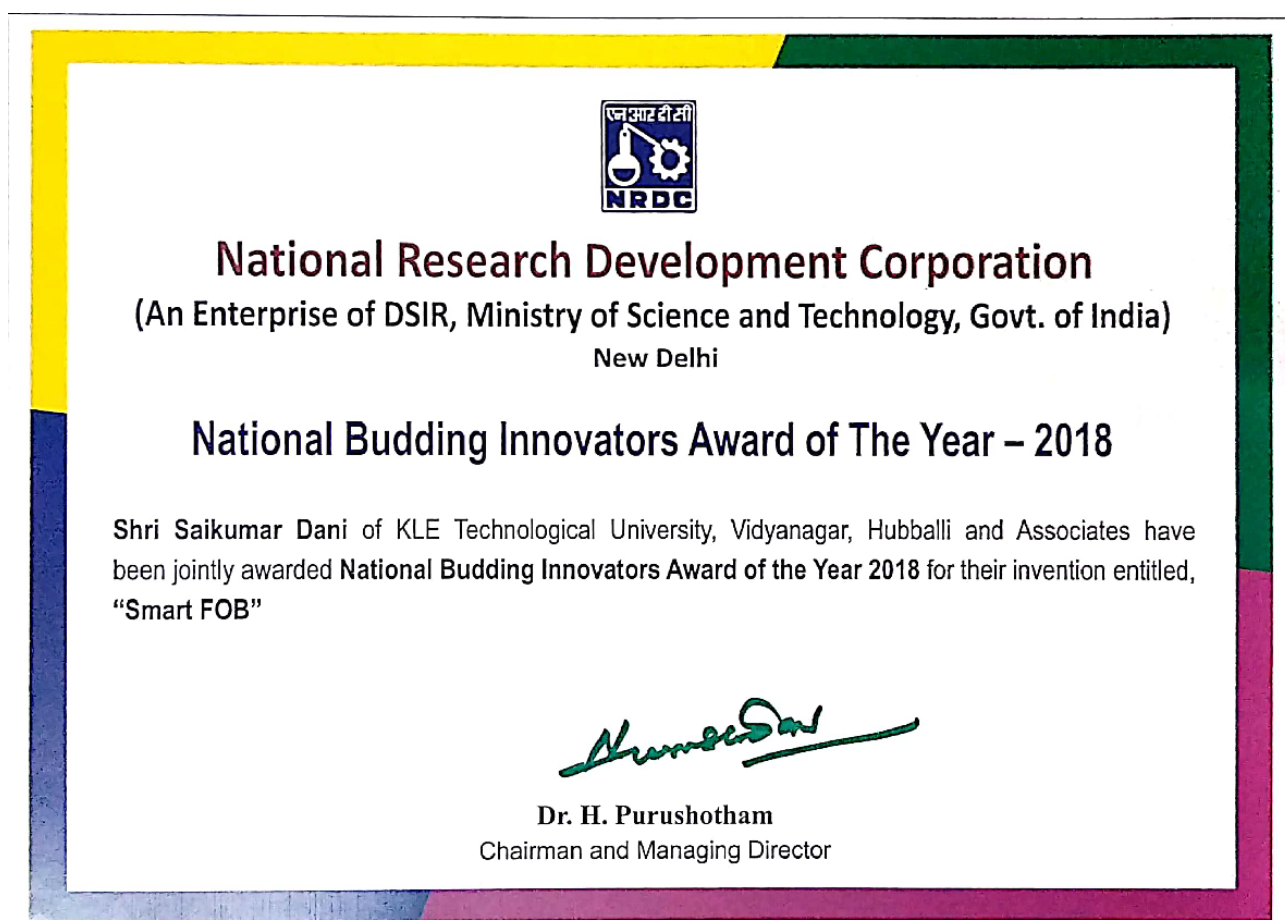 एन आर डी सी
NRDC
National Research Development Corporation
(An Enterprise of DSIR, Ministry of Science and Technology, Govt. of India)
New Delhi
National Budding Innovators Award of The Year – 2018
Shri Saikumar Dani of KLE Technological University, Vidyanagar, Hubballi and Associates have
been jointly awarded National Budding Innovators Award of the Year 2018 for their invention entitled,
“Smart FOB”
Dr. H. Purushotham
Chairman and Managing Director